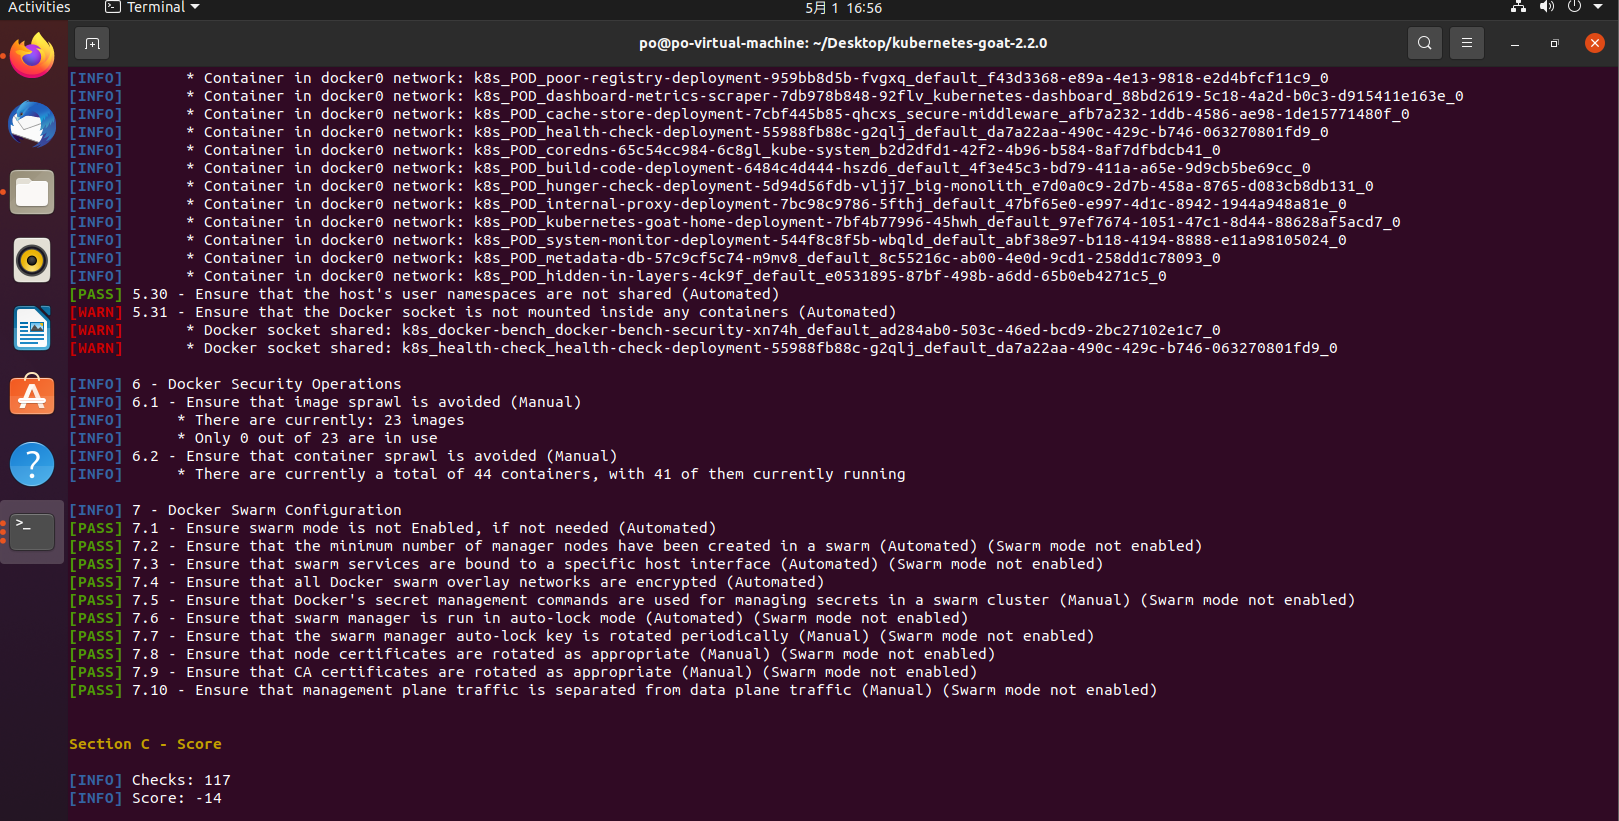 Activities
Terminal
5月 1 16:56
po@po-virtual-machine: ~/Desktop/kubernetes-goat-2.2.0
[INFO]       * Container in docker0 network: k8s_POD_poor-registry-deployment-959bb8d5b-fvgxq_default_f43d3368-e89a-4e13-9818-e2d4bfcf11c9_0
[INFO]       * Container in docker0 network: k8s_POD_dashboard-metrics-scraper-7db978b848-92flv_kubernetes-dashboard_88bd2619-5c18-4a2d-b0c3-d915411e163e_0
[INFO]       * Container in docker0 network: k8s_POD_cache-store-deployment-7cbf445b85-qhcxs_secure-middleware_afb7a232-1ddb-4586-ae98-1de15771480f_0
[INFO]       * Container in docker0 network: k8s_POD_health-check-deployment-55988fb88c-g2qlj_default_da7a22aa-490c-429c-b746-063270801fd9_0
[INFO]       * Container in docker0 network: k8s_POD_coredns-65c54cc984-6c8gl_kube-system_b2d2dfd1-42f2-4b96-b584-8af7dfbdcb41_0
[INFO]       * Container in docker0 network: k8s_POD_build-code-deployment-6484c4d444-hszd6_default_4f3e45c3-bd79-411a-a65e-9d9cb5be69cc_0
[INFO]       * Container in docker0 network: k8s_POD_hunger-check-deployment-5d94d56fdb-vljj7_big-monolith_e7d0a0c9-2d7b-458a-8765-d083cb8db131_0
[INFO]       * Container in docker0 network: k8s_POD_internal-proxy-deployment-7bc98c9786-5fthj_default_47bf65e0-e997-4d1c-8942-1944a948a81e_0
[INFO]       * Container in docker0 network: k8s_POD_kubernetes-goat-home-deployment-7bf4b77996-45hwh_default_97ef7674-1051-47c1-8d44-88628af5acd7_0
[INFO]       * Container in docker0 network: k8s_POD_system-monitor-deployment-544f8c8f5b-wbqld_default_abf38e97-b118-4194-8888-e11a98105024_0
[INFO]       * Container in docker0 network: k8s_POD_metadata-db-57c9cf5c74-m9mv8_default_8c55216c-ab00-4e0d-9cd1-258dd1c78093_0
[INFO]       * Container in docker0 network: k8s_POD_hidden-in-layers-4ck9f_default_e0531895-87bf-498b-a6dd-65b0eb4271c5_0
[PASS] 5.30 - Ensure that the host's user namespaces are not shared (Automated)
[WARN] 5.31 - Ensure that the Docker socket is not mounted inside any containers (Automated)
[WARN]       * Docker socket shared: k8s_docker-bench_docker-bench-security-xn74h_default_ad284ab0-503c-46ed-bcd9-2bc27102e1c7_0
[WARN]       * Docker socket shared: k8s_health-check_health-check-deployment-55988fb88c-g2qlj_default_da7a22aa-490c-429c-b746-063270801fd9_0
[INFO] 6 - Docker Security Operations
[INFO] 6.1 - Ensure that image sprawl is avoided (Manual)
[INFO]      * There are currently: 23 images
[INFO]      * Only 0 out of 23 are in use
[INFO] 6.2 - Ensure that container sprawl is avoided (Manual)
[INFO]      * There are currently a total of 44 containers, with 41 of them currently running
[INFO] 7 - Docker Swarm Configuration
[PASS] 7.1 - Ensure swarm mode is not Enabled, if not needed (Automated)
[PASS] 7.2 - Ensure that the minimum number of manager nodes have been created in a swarm (Automated) (Swarm mode not enabled)
[PASS] 7.3 - Ensure that swarm services are bound to a specific host interface (Automated) (Swarm mode not enabled)
[PASS] 7.4 - Ensure that all Docker swarm overlay networks are encrypted (Automated)
[PASS] 7.5 - Ensure that Docker's secret management commands are used for managing secrets in a swarm cluster (Manual) (Swarm mode not enabled)
[PASS] 7.6 - Ensure that swarm manager is run in auto-lock mode (Automated) (Swarm mode not enabled)
[PASS] 7.7 - Ensure that the swarm manager auto-lock key is rotated periodically (Manual) (Swarm mode not enabled)
[PASS] 7.8 - Ensure that node certificates are rotated as appropriate (Manual) (Swarm mode not enabled)
[PASS] 7.9 - Ensure that CA certificates are rotated as appropriate (Manual) (Swarm mode not enabled)
[PASS] 7.10 - Ensure that management plane traffic is separated from data plane traffic (Manual) (Swarm mode not enabled)
Section C - Score
[INFO] Checks: 117
[INFO] Score: -14